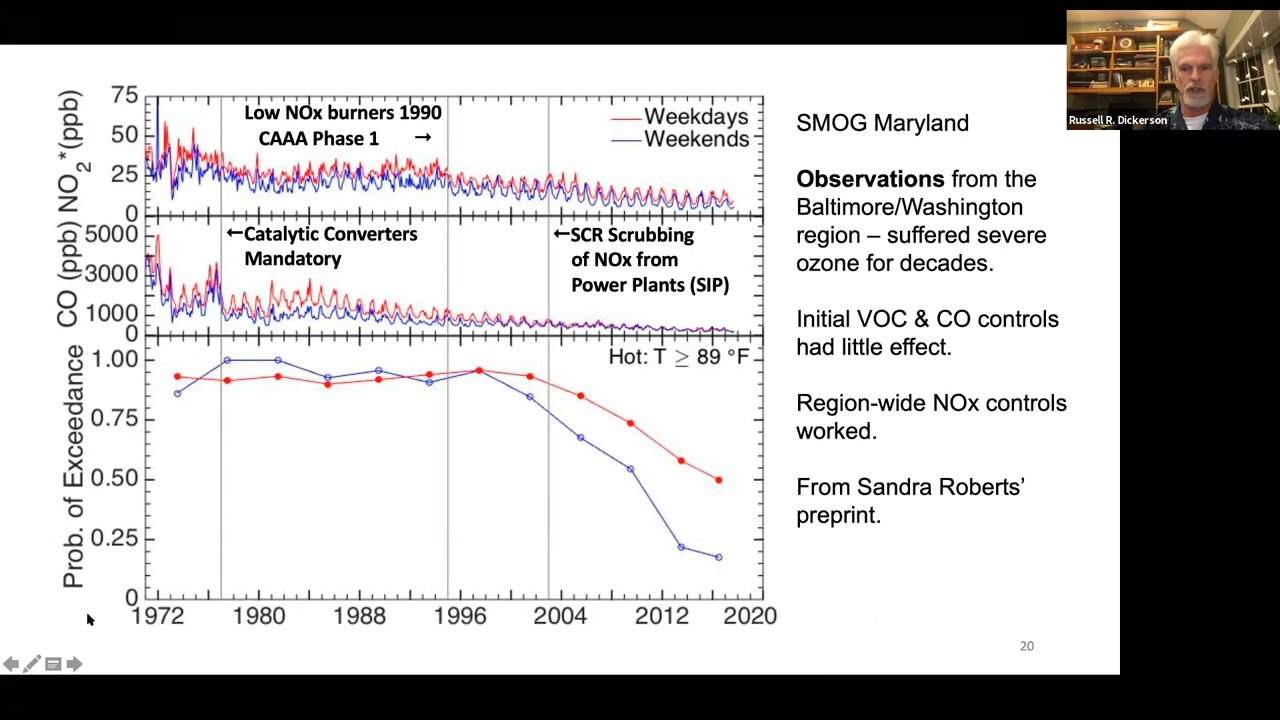 Low NOx burners 1990
CAAA Phase 1 →
Weekdays
Weekends
NO2*(ppb)
75
50
25
0
←Catalytic Converters
Mandatory
←SCR Scrubbing
of NOx from
Power Plants (SIP)
CO (ppb)
5000
3000
1000
0
Hot: T ≥ 89 °F
Prob. of Exceedance
1.00
0.75
0.50
0.25
0
1972 1980 1988 1996 2004 2012 2020
SMOG Maryland
Observations from the
Baltimore/Washington
region – suffered severe
ozone for decades.
Initial VOC & CO controls
had little effect.
Region-wide NOx controls
worked.
From Sandra Roberts’
preprint.
20
Russell R. Dickerson